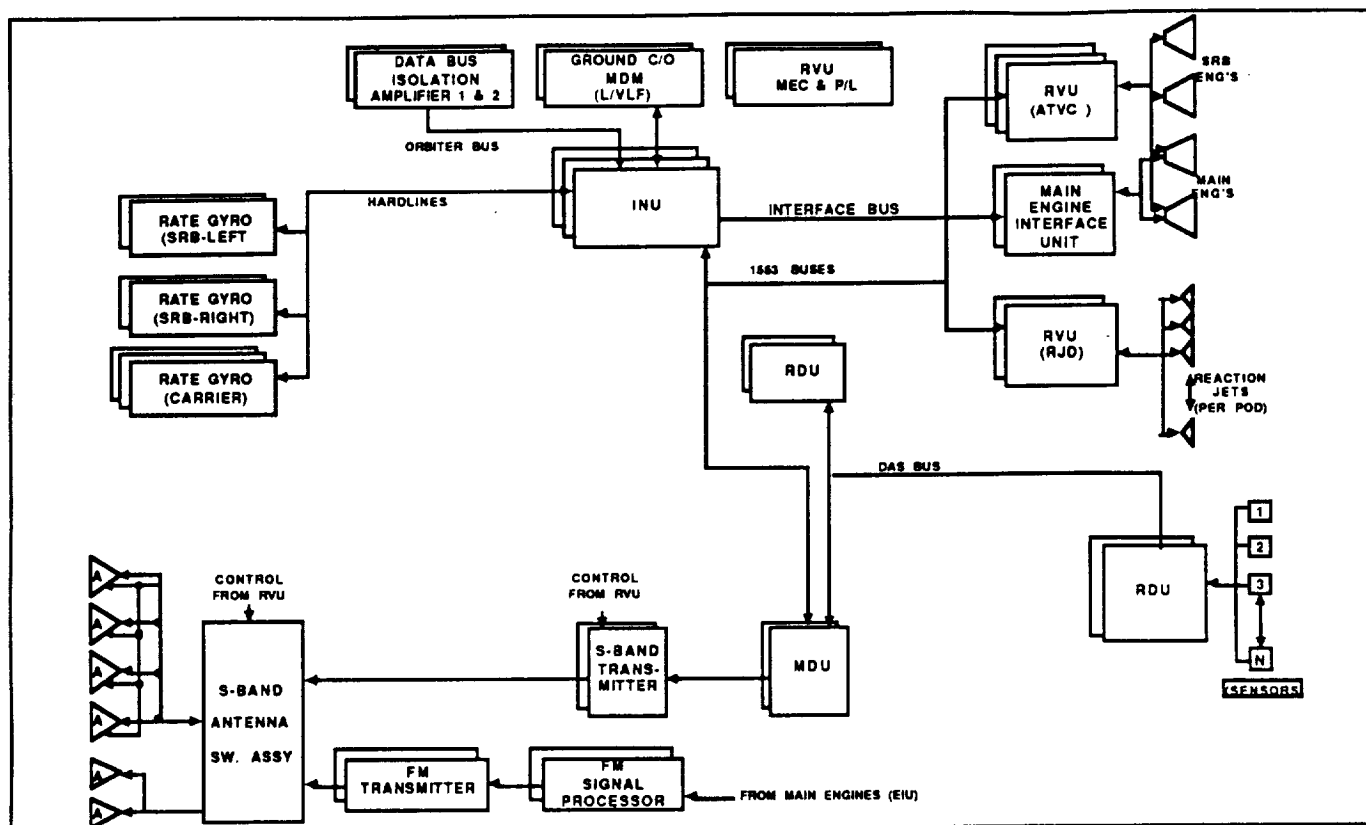 DATA BUS
ISOLATION
AMPLIFIER 1 & 2
GROUND C/O
MDM
(L/VLF)
RVU
MEC & P/L
RVU
(ATVC )
SRB
ENG'S
ORBITER BUS
INU
HARDLINES
RATE GYRO
(SRB-LEFT
INTERFACE BUS
MAIN
ENGINE
INTERFACE
UNIT
MAIN
ENG'S
RATE GYRO
(SRB-RIGHT)
1553 BUSES
RVU
(RJD)
RATE GYRO
(CARRIER)
RDU
REACTION
JETS
(PER POD)
DAS BUS
1
2
3
N
(SENSORS
RDU
A
A
A
A
A
A
CONTROL
FROM RVU
CONTROL
FROM RVU
S-BAND
ANTENNA
SW. ASSY
S-BAND
TRANS-
MITTER
MDU
FM
TRANSMITTER
FM
SIGNAL
PROCESSOR
FROM MAIN ENGINES (EIU)